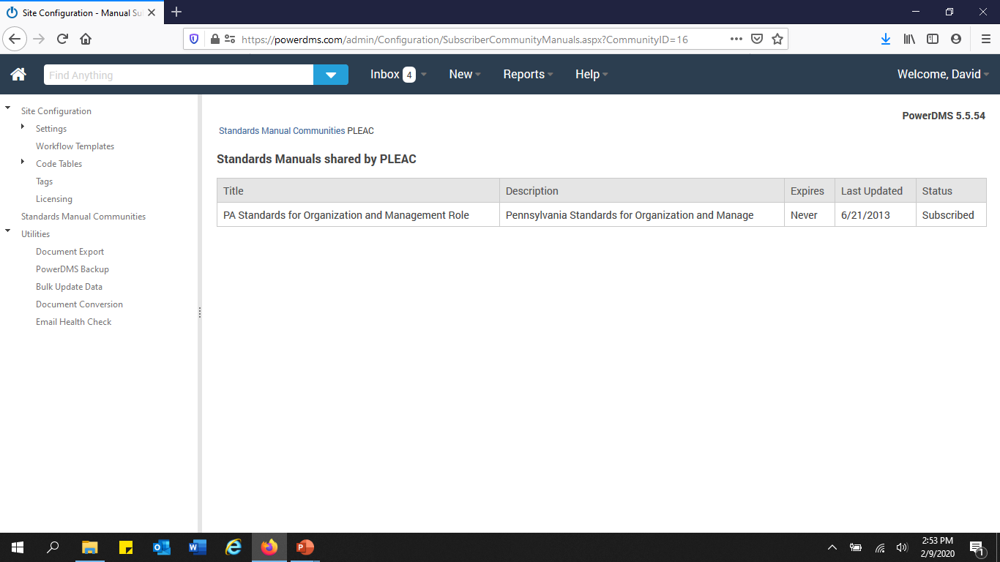 Site Configuration - Manual Su
https://powerdms.com/admin/Configuration/SubscriberCommunityManuals.aspx?CommunityID=16
Find Anything
Inbox 4
New
Reports
Help
Welcome, David
Site Configuration
Settings
Workflow Templates
Code Tables
Tags
Licensing
Standards Manual Communities
Utilities
Document Export
PowerDMS Backup
Bulk Update Data
Document Conversion
Email Health Check
PowerDMS 5.5.54
Standards Manual Communities PLEAC
Standards Manuals shared by PLEAC
Title Description Expires Last Updated Status
PA Standards for Organization and Management Role Pennsylvania Standards for Organization and Manage Never 6/21/2013 Subscribed
2:53 PM
2/9/2020
1